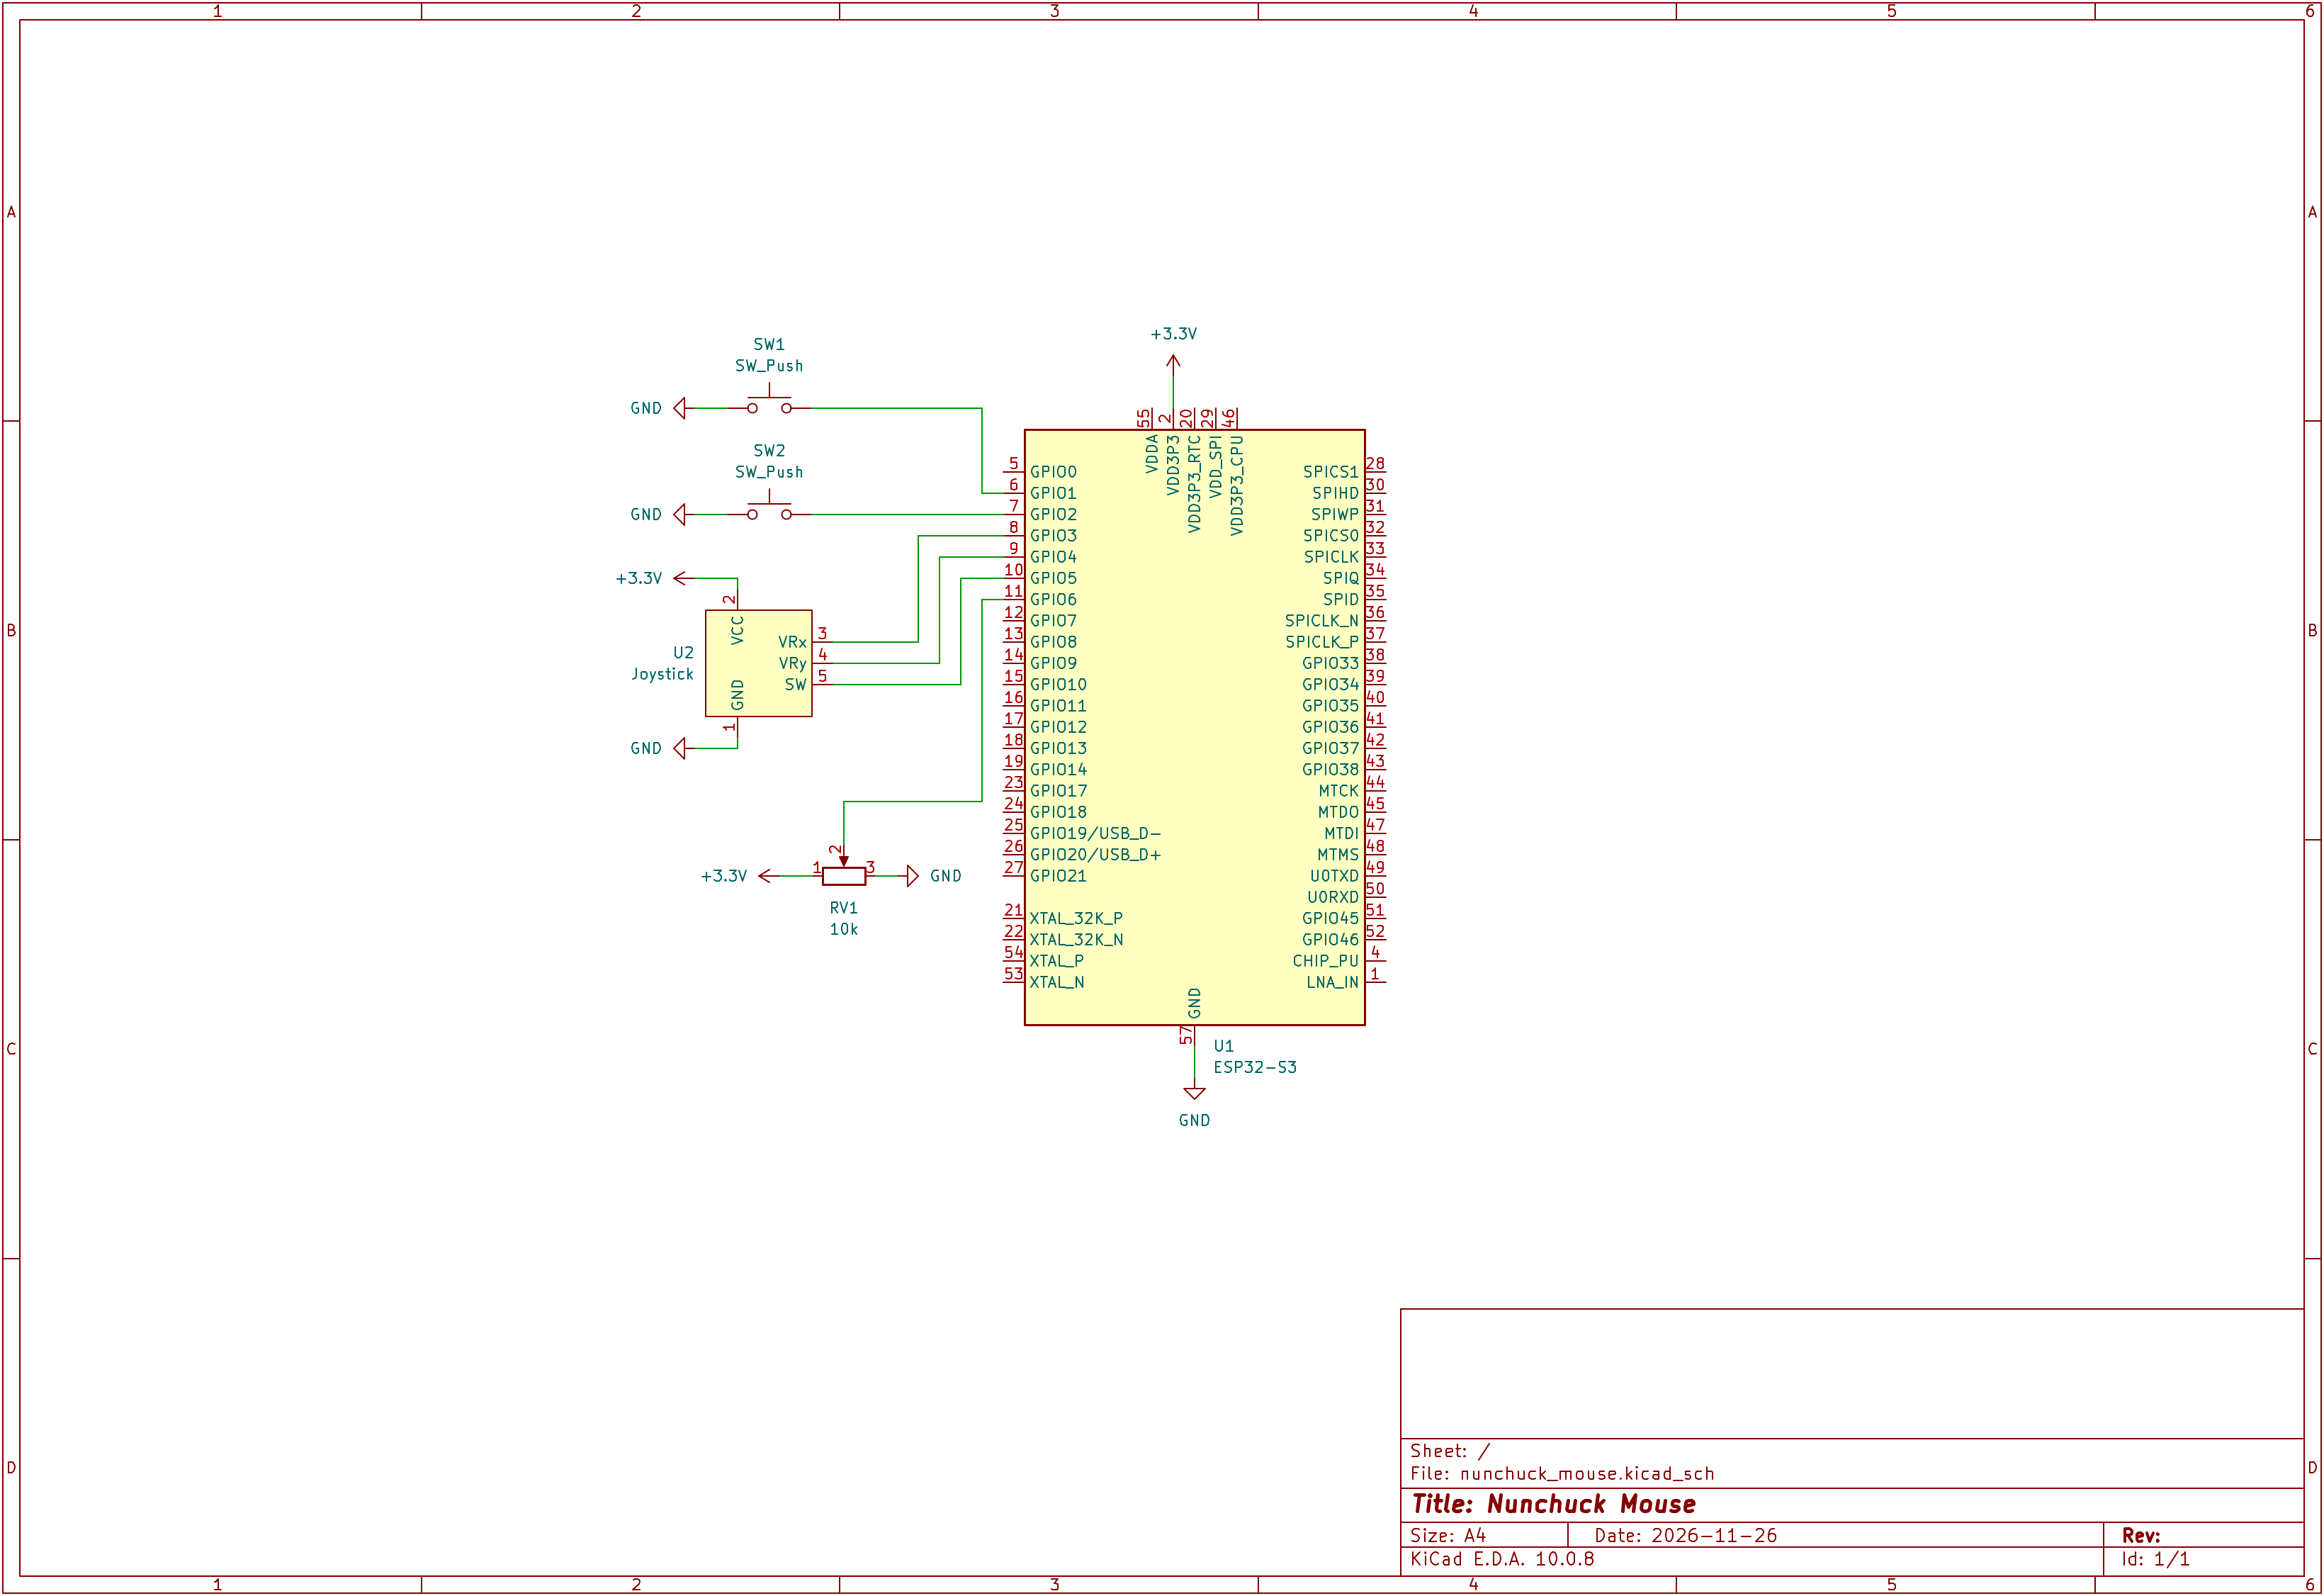 1 2 3 4 5 6
A A
B B
C C
D D
SW1
SW_Push
GND
SW2
SW_Push
GND
+3.3V
2
VCC
VRx 3
VRy 4
SW 5
GND
1
U2
Joystick
GND
+3.3V
1
2
3
GND
RV1
10k
+3.3V
55 VDDA
2 VDD3P3
20 VDD3P3_RTC
29 VDD_SPI
46 VDD3P3_CPU
5 GPIO0
6 GPIO1
7 GPIO2
8 GPIO3
9 GPIO4
10 GPIO5
11 GPIO6
12 GPIO7
13 GPIO8
14 GPIO9
15 GPIO10
16 GPIO11
17 GPIO12
18 GPIO13
19 GPIO14
23 GPIO17
24 GPIO18
25 GPIO19/USB_D-
26 GPIO20/USB_D+
27 GPIO21
21 XTAL_32K_P
22 XTAL_32K_N
54 XTAL_P
53 XTAL_N
SPICS1 28
SPIHD 30
SPIWP 31
SPICS0 32
SPICLK 33
SPIQ 34
SPID 35
SPICLK_N 36
SPICLK_P 37
GPIO33 38
GPIO34 39
GPIO35 40
GPIO36 41
GPIO37 42
GPIO38 43
MTCK 44
MTDO 45
MTDI 47
MTMS 48
U0TXD 49
U0RXD 50
GPIO45 51
GPIO46 52
CHIP_PU 4
LNA_IN 1
GND
57
U1
ESP32-S3
GND
Sheet: /
File: nunchuck_mouse.kicad_sch
Title: Nunchuck Mouse
Size: A4 Date: 2026-11-26 Rev:
KiCad E.D.A. 10.0.8 Id: 1/1
1 2 3 4 5 6